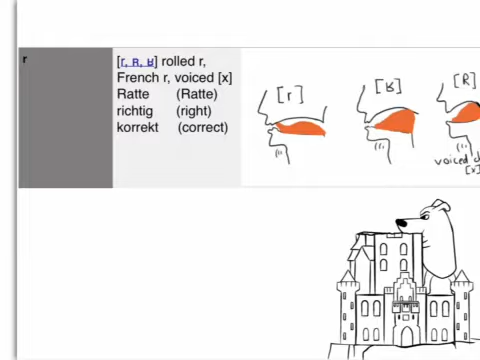 r
[r, ʀ, ʁ] rolled r,
French r, voiced [x]
Ratte (Ratte)
richtig (right)
korrekt (correct)
[r] [ʁ] [R]
voiced
[x]